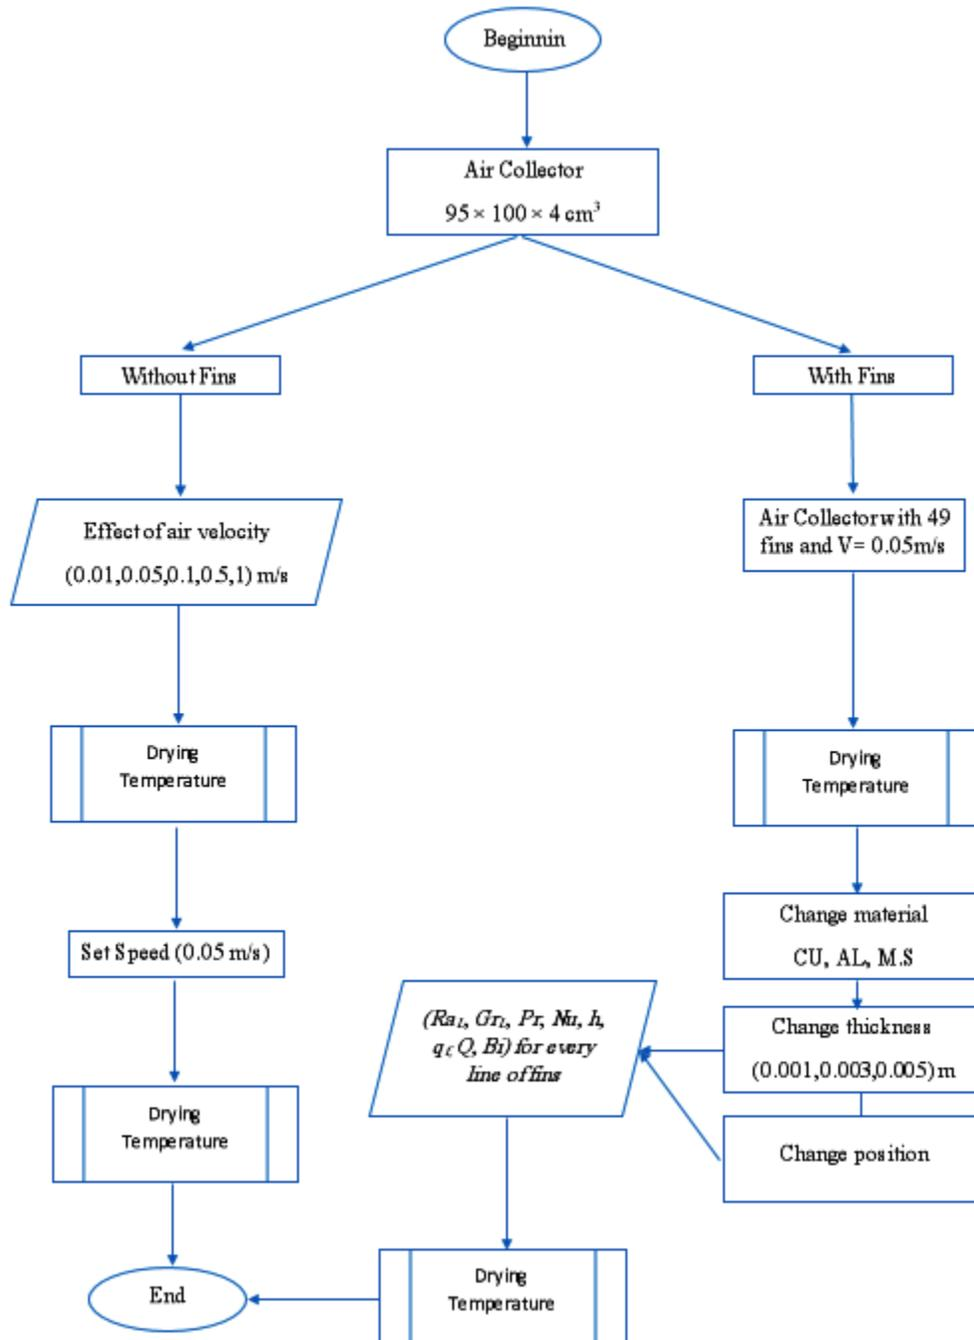 Beginnin
Air Collector
95 × 100 × 4 cm³
Without Fins
With Fins
Effect of air velocity
(0.01,0.05,0.1,0.5,1) m/s
Air Collector with 49
fins and V= 0.05m/s
Drying
Temperature
Drying
Temperature
Set Speed (0.05 m/s)
Change material
CU, AL, M.S
(Ra_L, Gr_L, Pr, Nu, h,
q_f, Q, Bi) for every
line of fins
Change thickness
(0.001,0.003,0.005)m
Drying
Temperature
Change position
End
Drying
Temperature